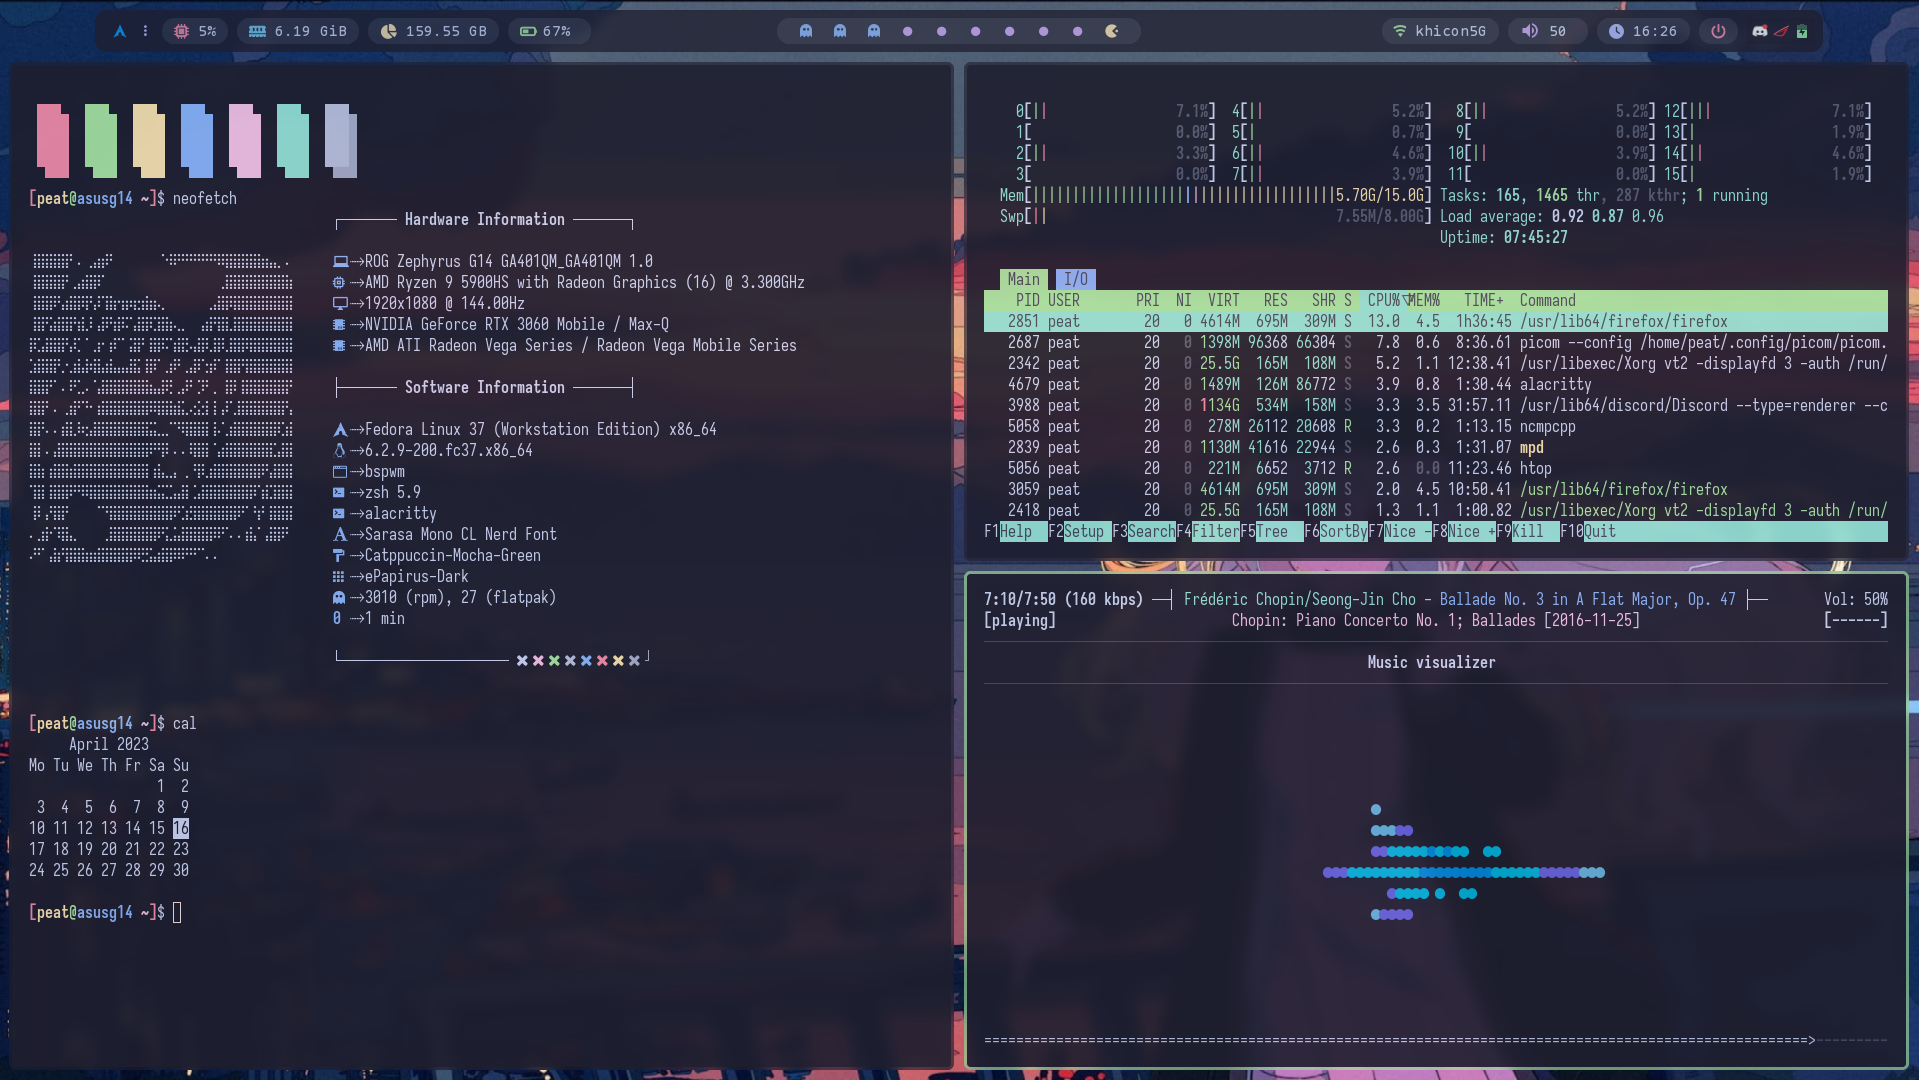 5% 6.19 GiB 159.55 GB 67% khicon5G 50 16:26
[peat@asusg14 ~]$ neofetch
Hardware Information
ROG Zephyrus G14 GA401QM_GA401QM 1.0
AMD Ryzen 9 5900HS with Radeon Graphics (16) @ 3.300GHz
1920x1080 @ 144.00Hz
NVIDIA GeForce RTX 3060 Mobile / Max-Q
AMD ATI Radeon Vega Series / Radeon Vega Mobile Series
Software Information
Fedora Linux 37 (Workstation Edition) x86_64
6.2.9-200.fc37.x86_64
bspwm
zsh 5.9
alacritty
Sarasa Mono CL Nerd Font
Catppuccin-Mocha-Green
ePapirus-Dark
3010 (rpm), 27 (flatpak)
1 min
[peat@asusg14 ~]$ cal
April 2023
Mo Tu We Th Fr Sa Su
1 2
3 4 5 6 7 8 9
10 11 12 13 14 15 16
17 18 19 20 21 22 23
24 25 26 27 28 29 30
[peat@asusg14 ~]$
0[|| 7.1%] 4[|| 5.2%] 8[|| 5.2%] 12[||| 7.1%]
1[ 0.0%] 5[| 0.7%] 9[ 0.0%] 13[| 1.9%]
2[|| 3.3%] 6[|| 4.6%] 10[|| 3.9%] 14[|| 4.6%]
3[ 0.0%] 7[|| 3.9%] 11[ 0.0%] 15[| 1.9%]
Mem[||||||||||||||||||||||||||||||||||||||5.70G/15.0G] Tasks: 165, 1465 thr, 287 kthr; 1 running
Swp[|| 7.55M/8.00G] Load average: 0.92 0.87 0.96
Uptime: 07:45:27
Main I/O
PID USER PRI NI VIRT RES SHR S CPU%▽MEM% TIME+ Command
2851 peat 20 0 4614M 695M 309M S 13.0 4.5 1h36:45 /usr/lib64/firefox/firefox
2687 peat 20 0 1398M 96368 66304 S 7.8 0.6 8:36.61 picom --config /home/peat/.config/picom/picom.
2342 peat 20 0 25.5G 165M 108M S 5.2 1.1 12:38.41 /usr/libexec/Xorg vt2 -displayfd 3 -auth /run/
4679 peat 20 0 1489M 126M 86772 S 3.9 0.8 1:30.44 alacritty
3988 peat 20 0 1134G 534M 158M S 3.3 3.5 31:57.11 /usr/lib64/discord/Discord --type=renderer --c
5058 peat 20 0 278M 26112 20608 R 3.3 0.2 1:13.15 ncmpcpp
2839 peat 20 0 1130M 41616 22944 S 2.6 0.3 1:31.07 mpd
5056 peat 20 0 221M 6652 3712 R 2.6 0.0 11:23.46 htop
3059 peat 20 0 4614M 695M 309M S 2.0 4.5 10:50.41 /usr/lib64/firefox/firefox
2418 peat 20 0 25.5G 165M 108M S 1.3 1.1 1:00.82 /usr/libexec/Xorg vt2 -displayfd 3 -auth /run/
F1Help F2Setup F3SearchF4FilterF5Tree F6SortByF7Nice -F8Nice +F9Kill F10Quit
7:10/7:50 (160 kbps) ──┤ Frédéric Chopin/Seong-Jin Cho - Ballade No. 3 in A Flat Major, Op. 47 ├── Vol: 50%
[playing] Chopin: Piano Concerto No. 1; Ballades [2016-11-25] [------]
Music visualizer